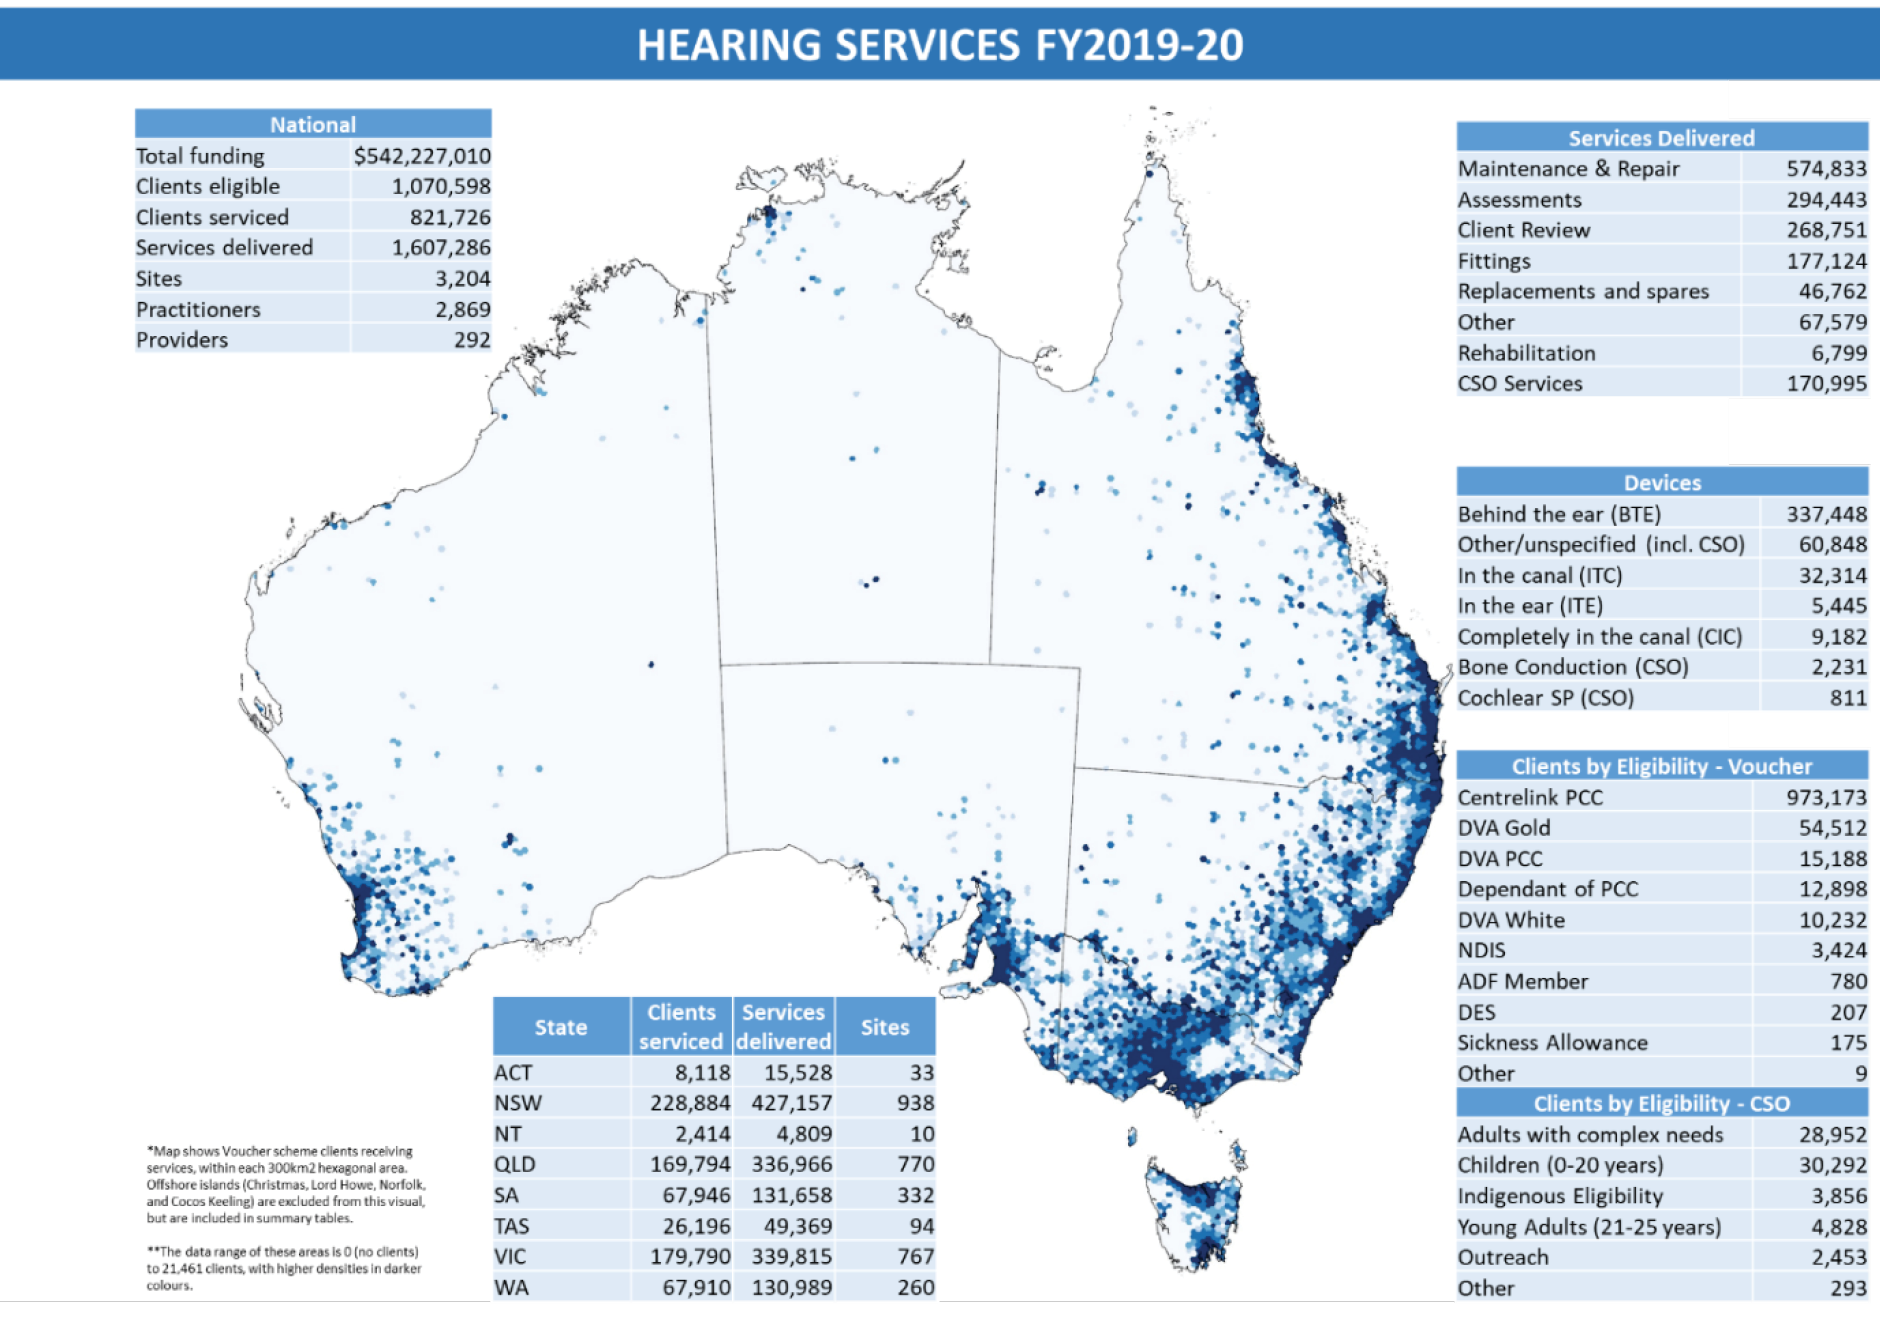 HEARING SERVICES FY2019-20
National
Total funding $542,227,010
Clients eligible 1,070,598
Clients serviced 821,726
Services delivered 1,607,286
Sites 3,204
Practitioners 2,869
Providers 292
Services Delivered
Maintenance & Repair 574,833
Assessments 294,443
Client Review 268,751
Fittings 177,124
Replacements and spares 46,762
Other 67,579
Rehabilitation 6,799
CSO Services 170,995
Devices
Behind the ear (BTE) 337,448
Other/unspecified (incl. CSO) 60,848
In the canal (ITC) 32,314
In the ear (ITE) 5,445
Completely in the canal (CIC) 9,182
Bone Conduction (CSO) 2,231
Cochlear SP (CSO) 811
Clients by Eligibility - Voucher
Centrelink PCC 973,173
DVA Gold 54,512
DVA PCC 15,188
Dependant of PCC 12,898
DVA White 10,232
NDIS 3,424
ADF Member 780
DES 207
Sickness Allowance 175
Other 9
Clients by Eligibility - CSO
Adults with complex needs 28,952
Children (0-20 years) 30,292
Indigenous Eligibility 3,856
Young Adults (21-25 years) 4,828
Outreach 2,453
Other 293
State Clients serviced Services delivered Sites
ACT 8,118 15,528 33
NSW 228,884 427,157 938
NT 2,414 4,809 10
QLD 169,794 336,966 770
SA 67,946 131,658 332
TAS 26,196 49,369 94
VIC 179,790 339,815 767
WA 67,910 130,989 260
*Map shows Voucher scheme clients receiving
services, within each 300km2 hexagonal area.
Offshore islands (Christmas, Lord Howe, Norfolk,
and Cocos Keeling) are excluded from this visual,
but are included in summary tables.
**The data range of these areas is 0 (no clients)
to 21,461 clients, with higher densities in darker
colours.